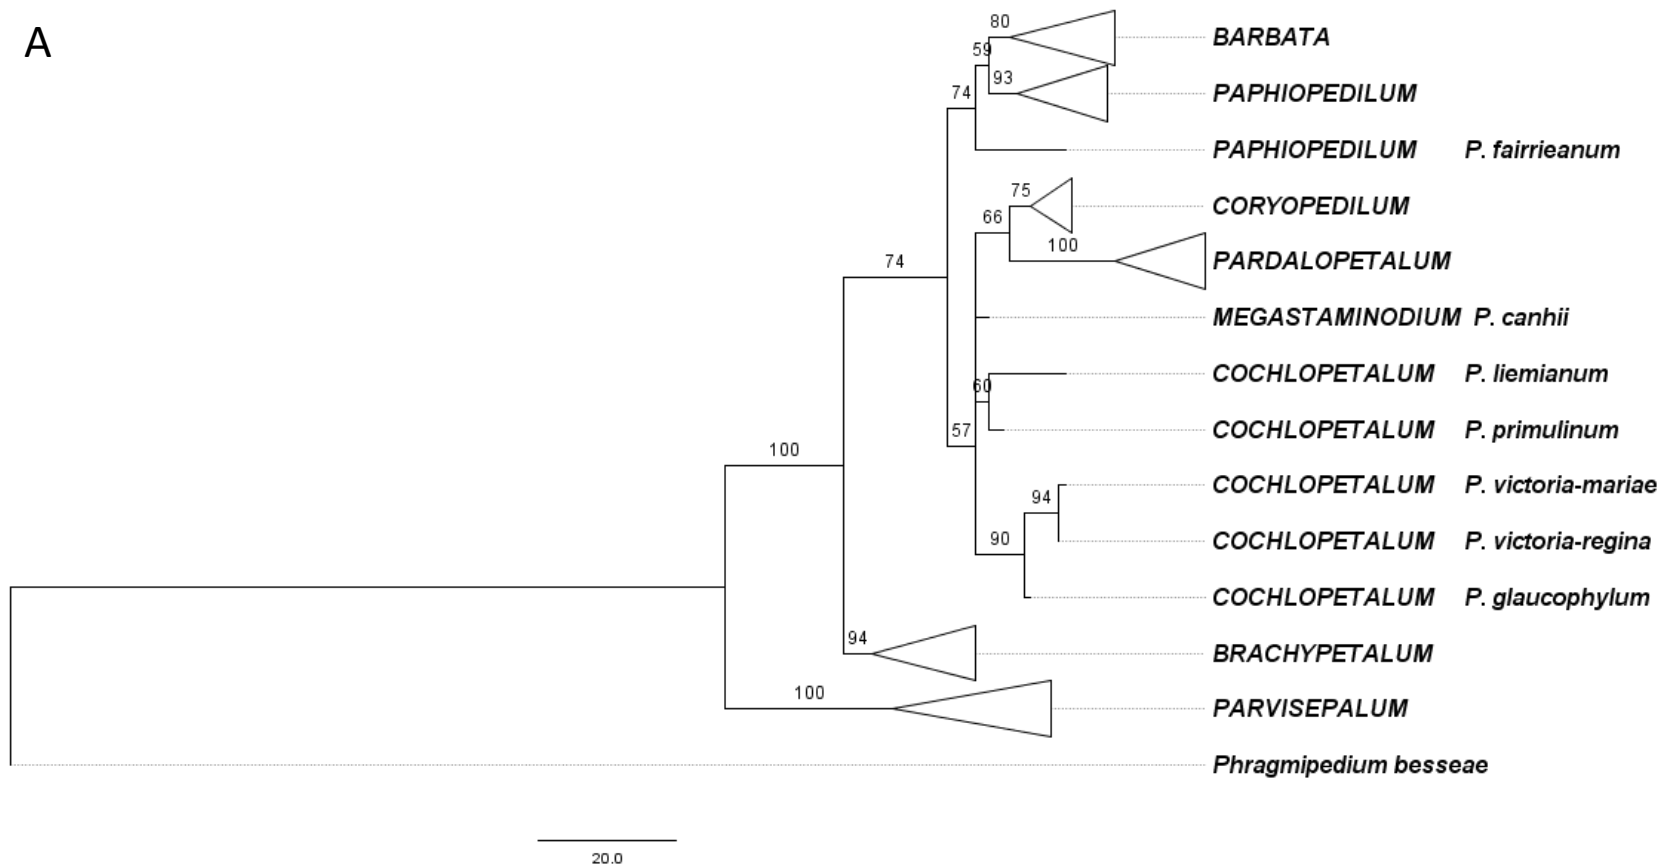 A
80
BARBATA
59
93
PAPHIOPEDILUM
74
PAPHIOPEDILUM P. fairrieanum
75
CORYOPEDILUM
66
100
PARDALOPETALUM
74
MEGASTAMINODIUM P. canhii
COCHLOPETALUM P. liemianum
60
COCHLOPETALUM P. primulinum
57
100
COCHLOPETALUM P. victoria-mariae
94
COCHLOPETALUM P. victoria-regina
90
COCHLOPETALUM P. glaucophylum
94
BRACHYPETALUM
100
PARVISEPALUM
Phragmipedium besseae
20.0